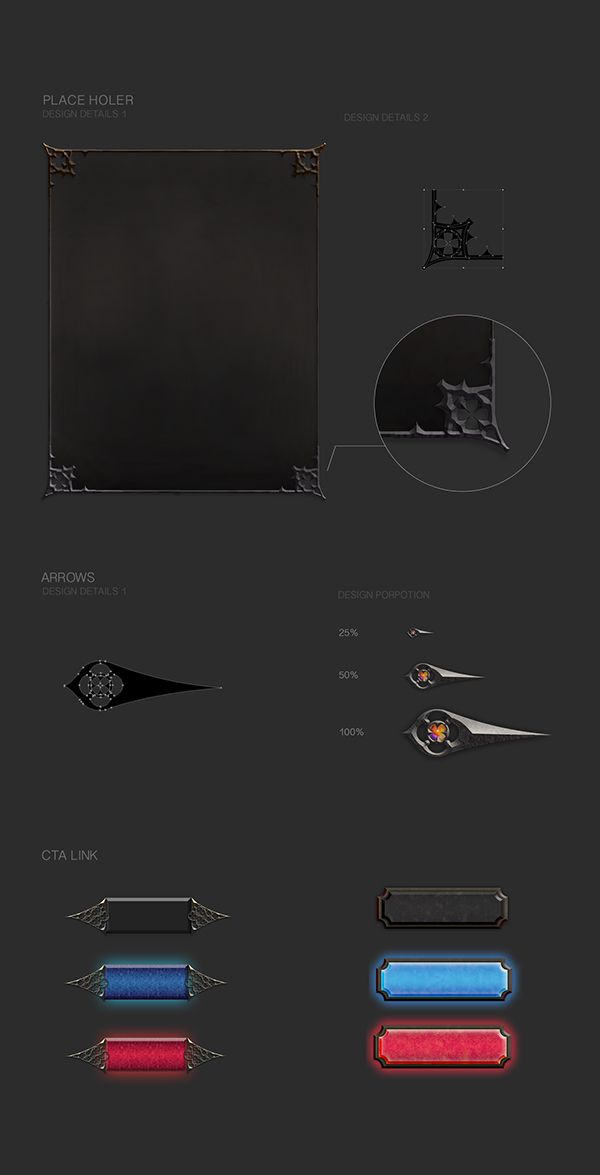 PLACE HOLER
DESIGN DETAILS 1
DESIGN DETAILS 2
ARROWS
DESIGN DETAILS 1
DESIGN PORPOTION
25%
50%
100%
CTA LINK